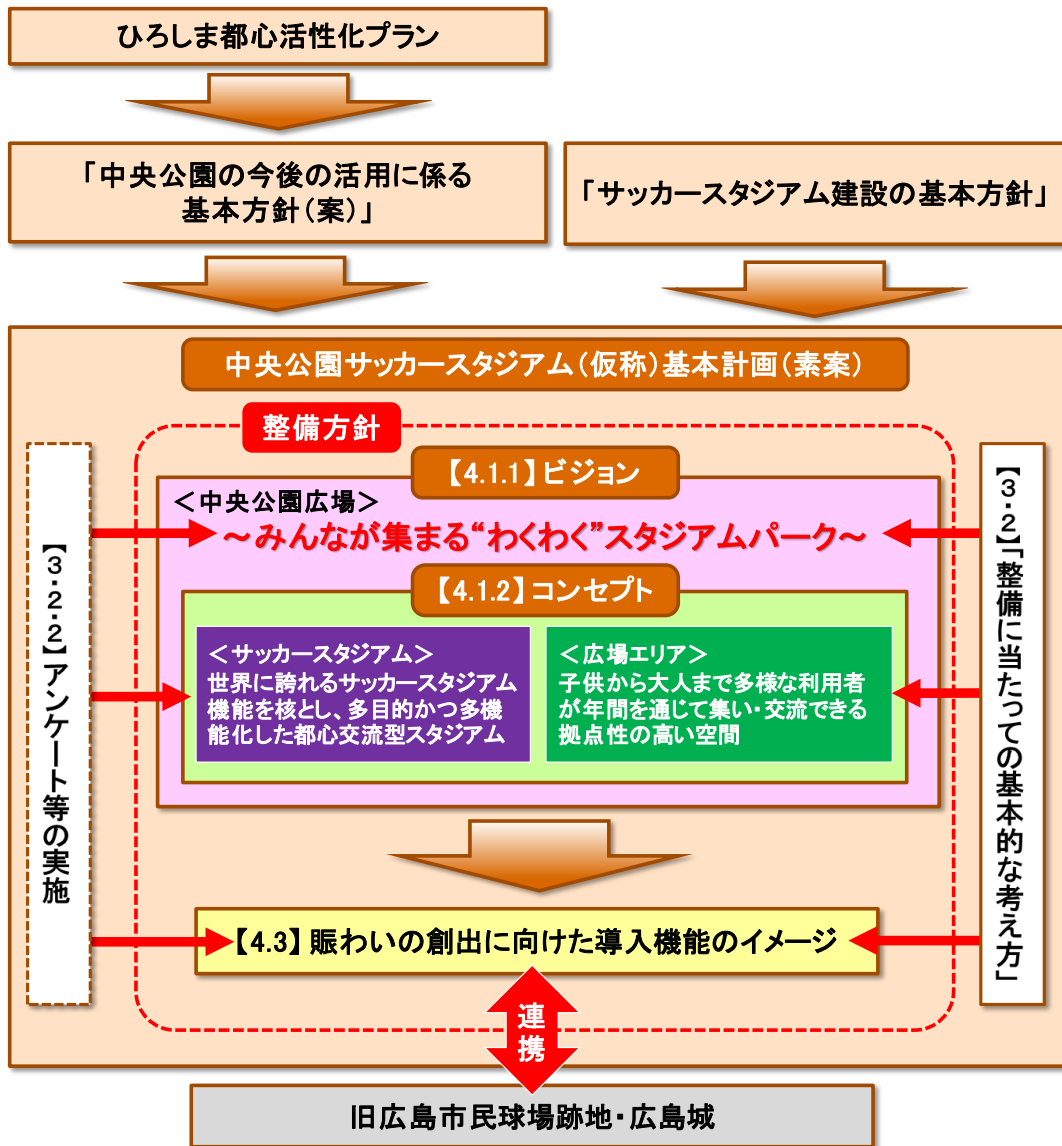 ひろしま都心活性化プラン
「中央公園の今後の活用に係る
基本方針（案）」
「サッカースタジアム建設の基本方針」
中央公園サッカースタジアム（仮称）基本計画（素案）
整備方針
【4.1.1】ビジョン
＜中央公園広場＞
～みんなが集まる“わくわく”スタジアムパーク～
【4.1.2】コンセプト
＜サッカースタジアム＞
世界に誇れるサッカースタジアム
機能を核とし、多目的かつ多機
能化した都心交流型スタジアム
＜広場エリア＞
子供から大人まで多様な利用者
が年間を通じて集い・交流できる
拠点性の高い空間
【3・2・2】アンケート等の実施
【3・2】「整備に当たっての基本的な考え方」
【4.3】賑わいの創出に向けた導入機能のイメージ
連携
旧広島市民球場跡地・広島城